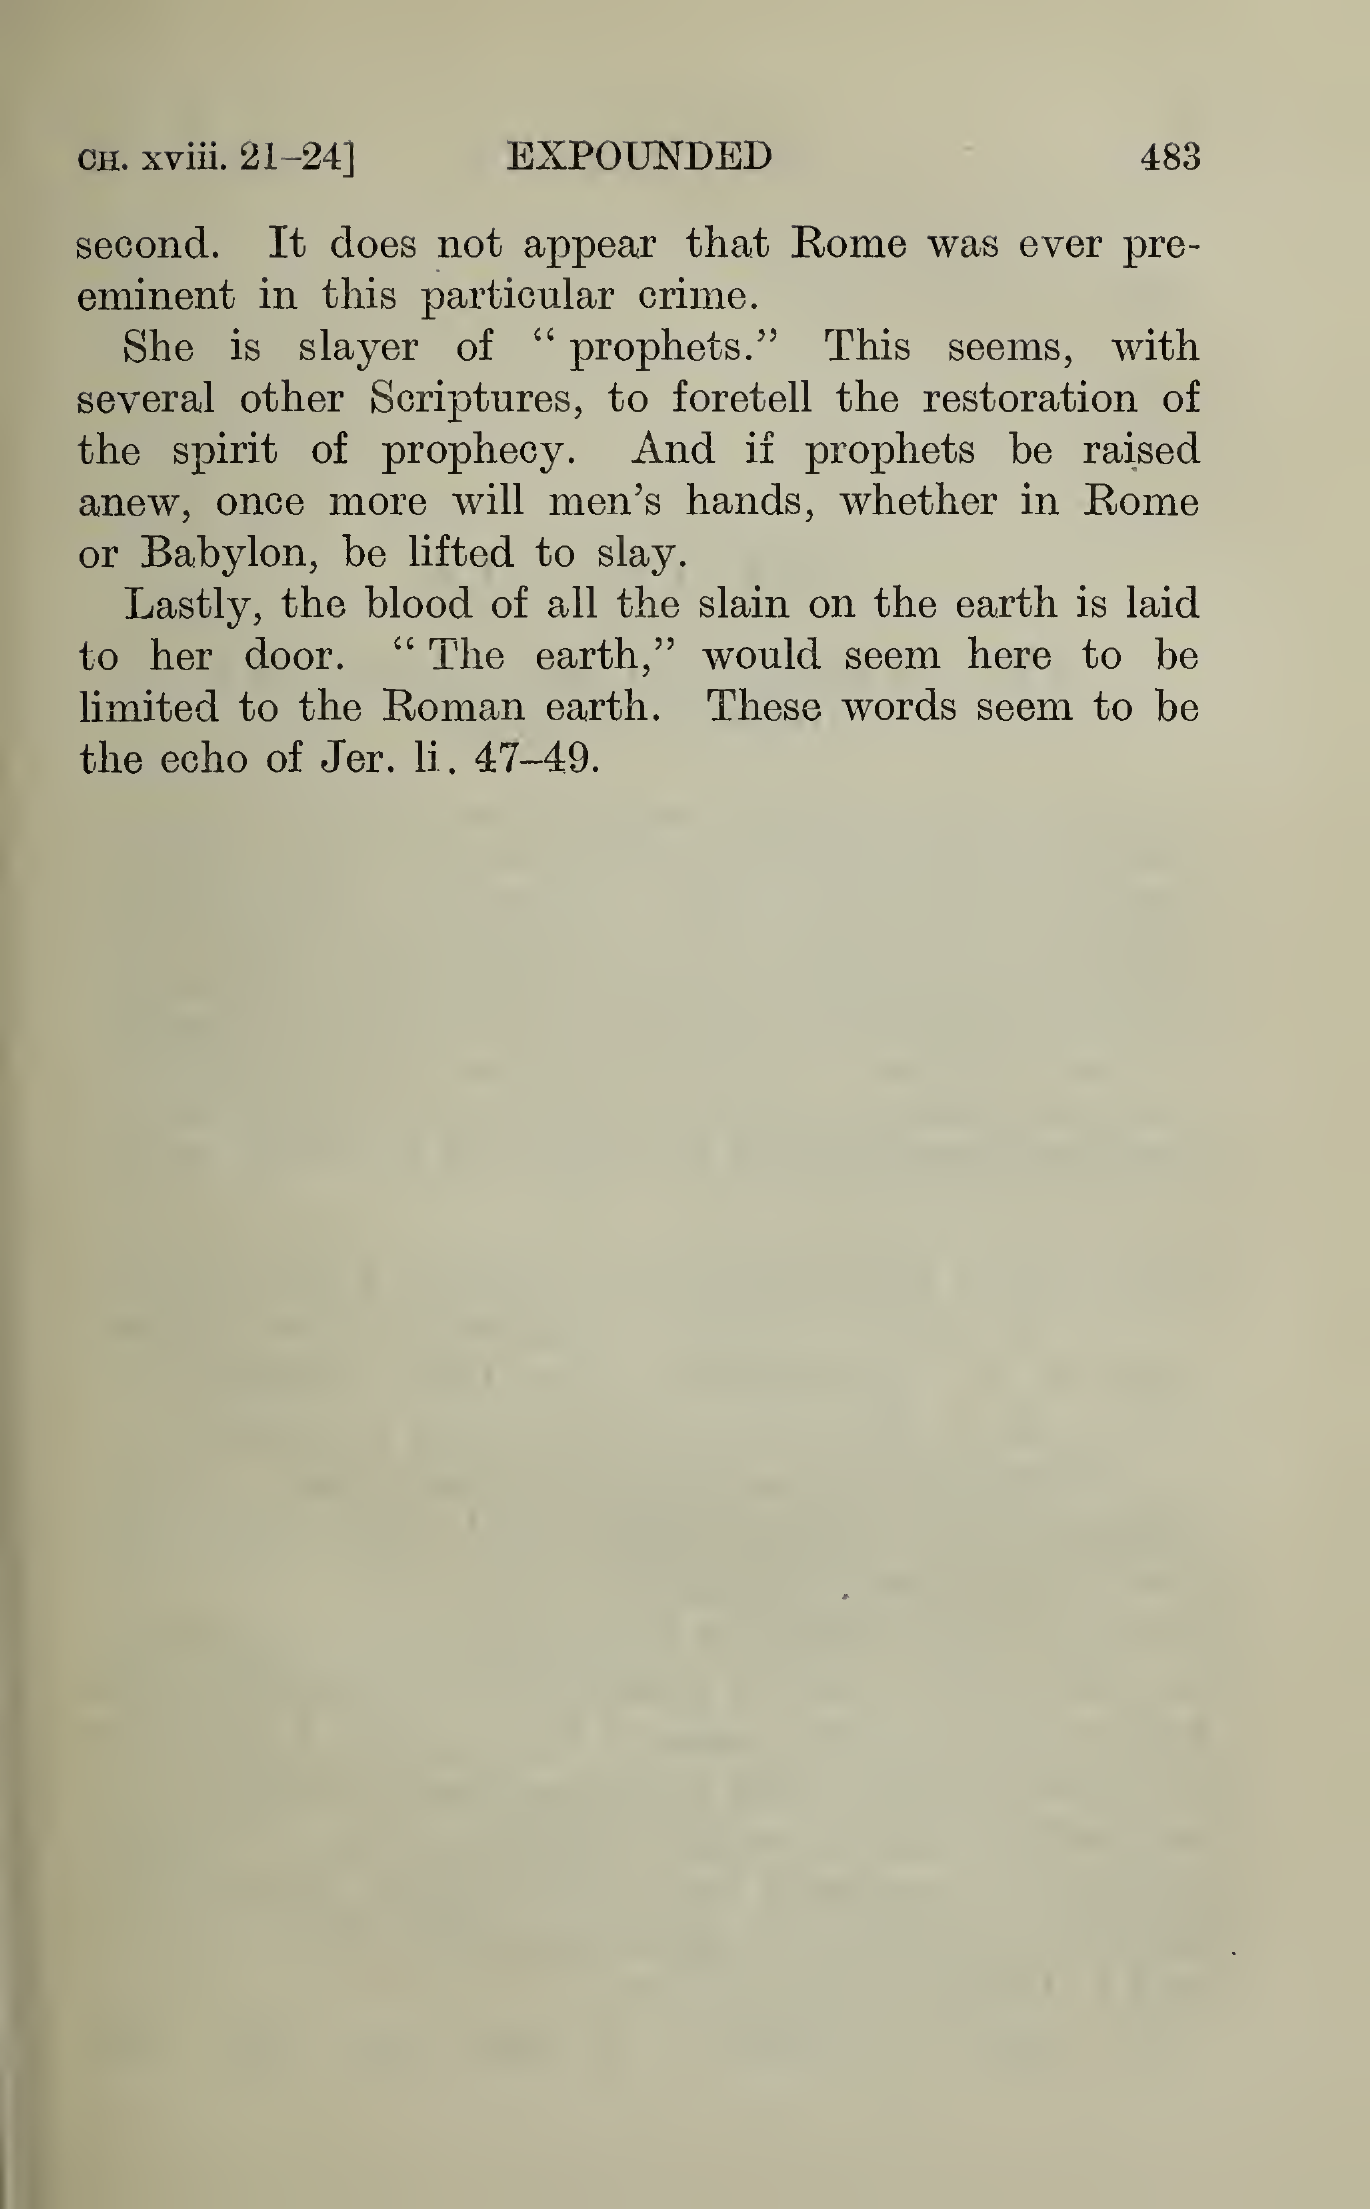 CH. xviii. 21–24] EXPOUNDED 483
second. It does not appear that Rome was ever pre-
eminent in this particular crime.
She is slayer of “ prophets.” This seems, with
several other Scriptures, to foretell the restoration of
the spirit of prophecy. And if prophets be raised
anew, once more will men’s hands, whether in Rome
or Babylon, be lifted to slay.
Lastly, the blood of all the slain on the earth is laid
to her door. “ The earth,” would seem here to be
limited to the Roman earth. These words seem to be
the echo of Jer. li. 47–49.